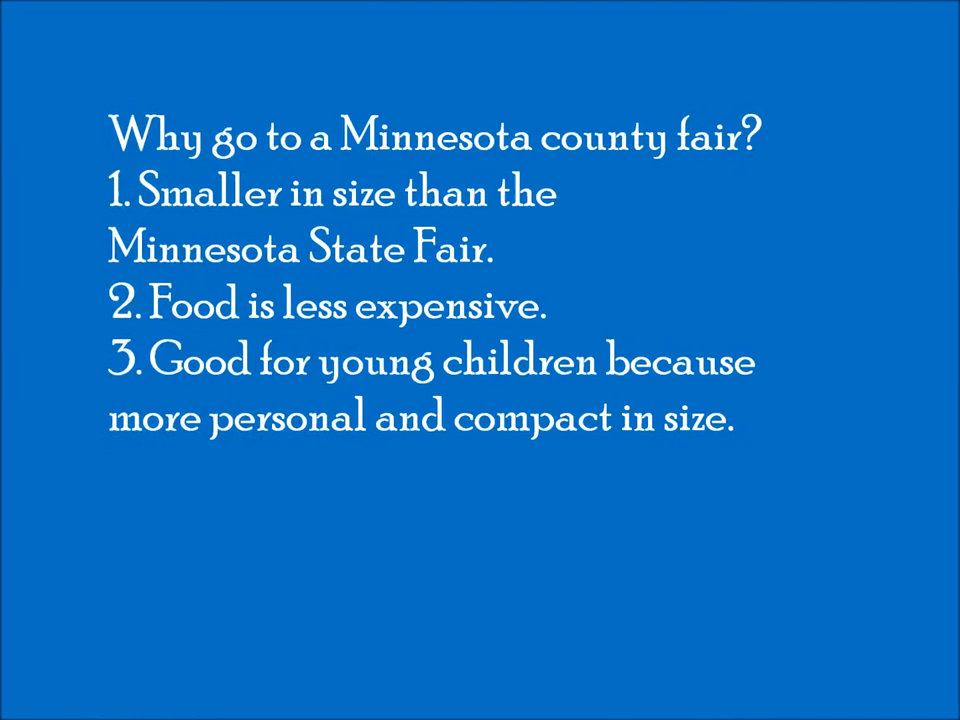 Why go to a Minnesota county fair?
1. Smaller in size than the
Minnesota State Fair.
2. Food is less expensive.
3. Good for young children because
more personal and compact in size.